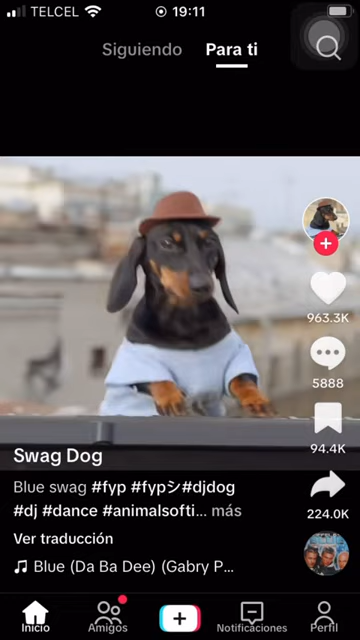 TELCEL 19:11
Siguiendo Para ti
963.3K
5888
94.4K
Swag Dog
Blue swag #fyp #fypシ#djdog
#dj #dance #animalsofti... más
224.0K
Ver traducción
Blue (Da Ba Dee) (Gabry P...
Inicio Amigos Notificaciones Perfil